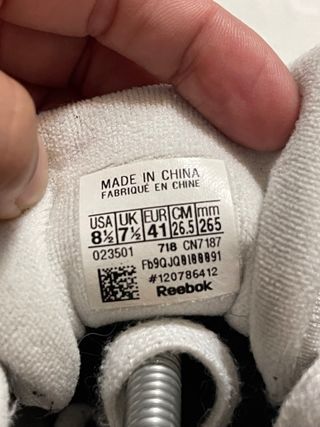 MADE IN CHINA
FABRIQUÉ EN CHINE
USA UK EUR CM mm
8½ 7½ 41 26.5 265
023501 718 CN7187
Fb9QJQ0100091
#120786412
Reebok